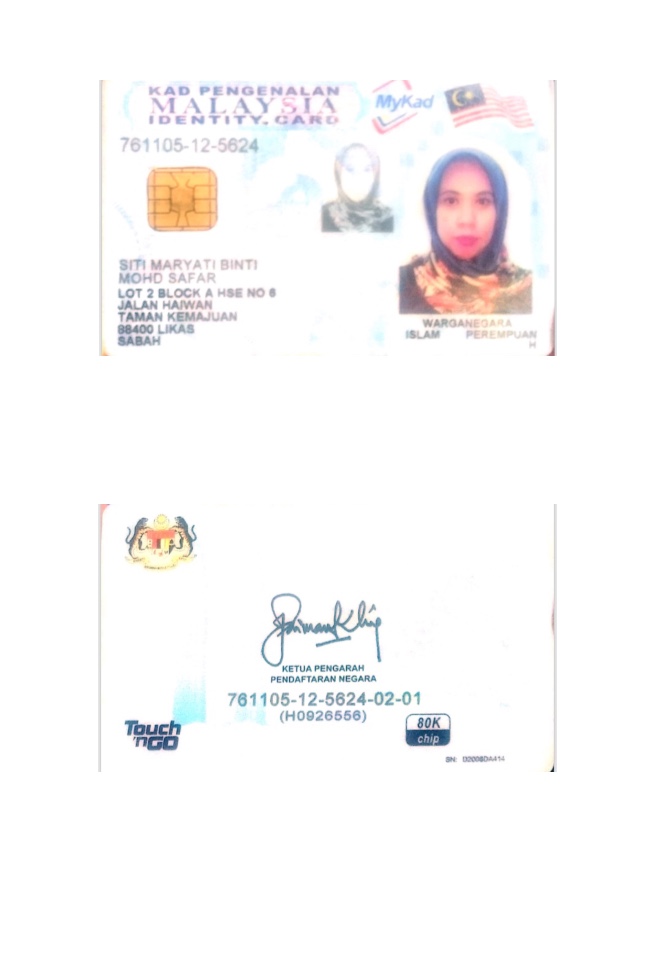 KAD PENGENALAN
MALAYSIA
IDENTITY CARD
MyKad
761105-12-5624
SITI MARYATI BINTI
MOHD SAFAR
LOT 2 BLOCK A HSE NO 6
JALAN HAIWAN
TAMAN KEMAJUAN
88400 LIKAS
SABAH
WARGANEGARA
ISLAM PEREMPUAN
H
KETUA PENGARAH
PENDAFTARAN NEGARA
761105-12-5624-02-01
(H0926556)
Touch
'nGO
80K
chip
SN: